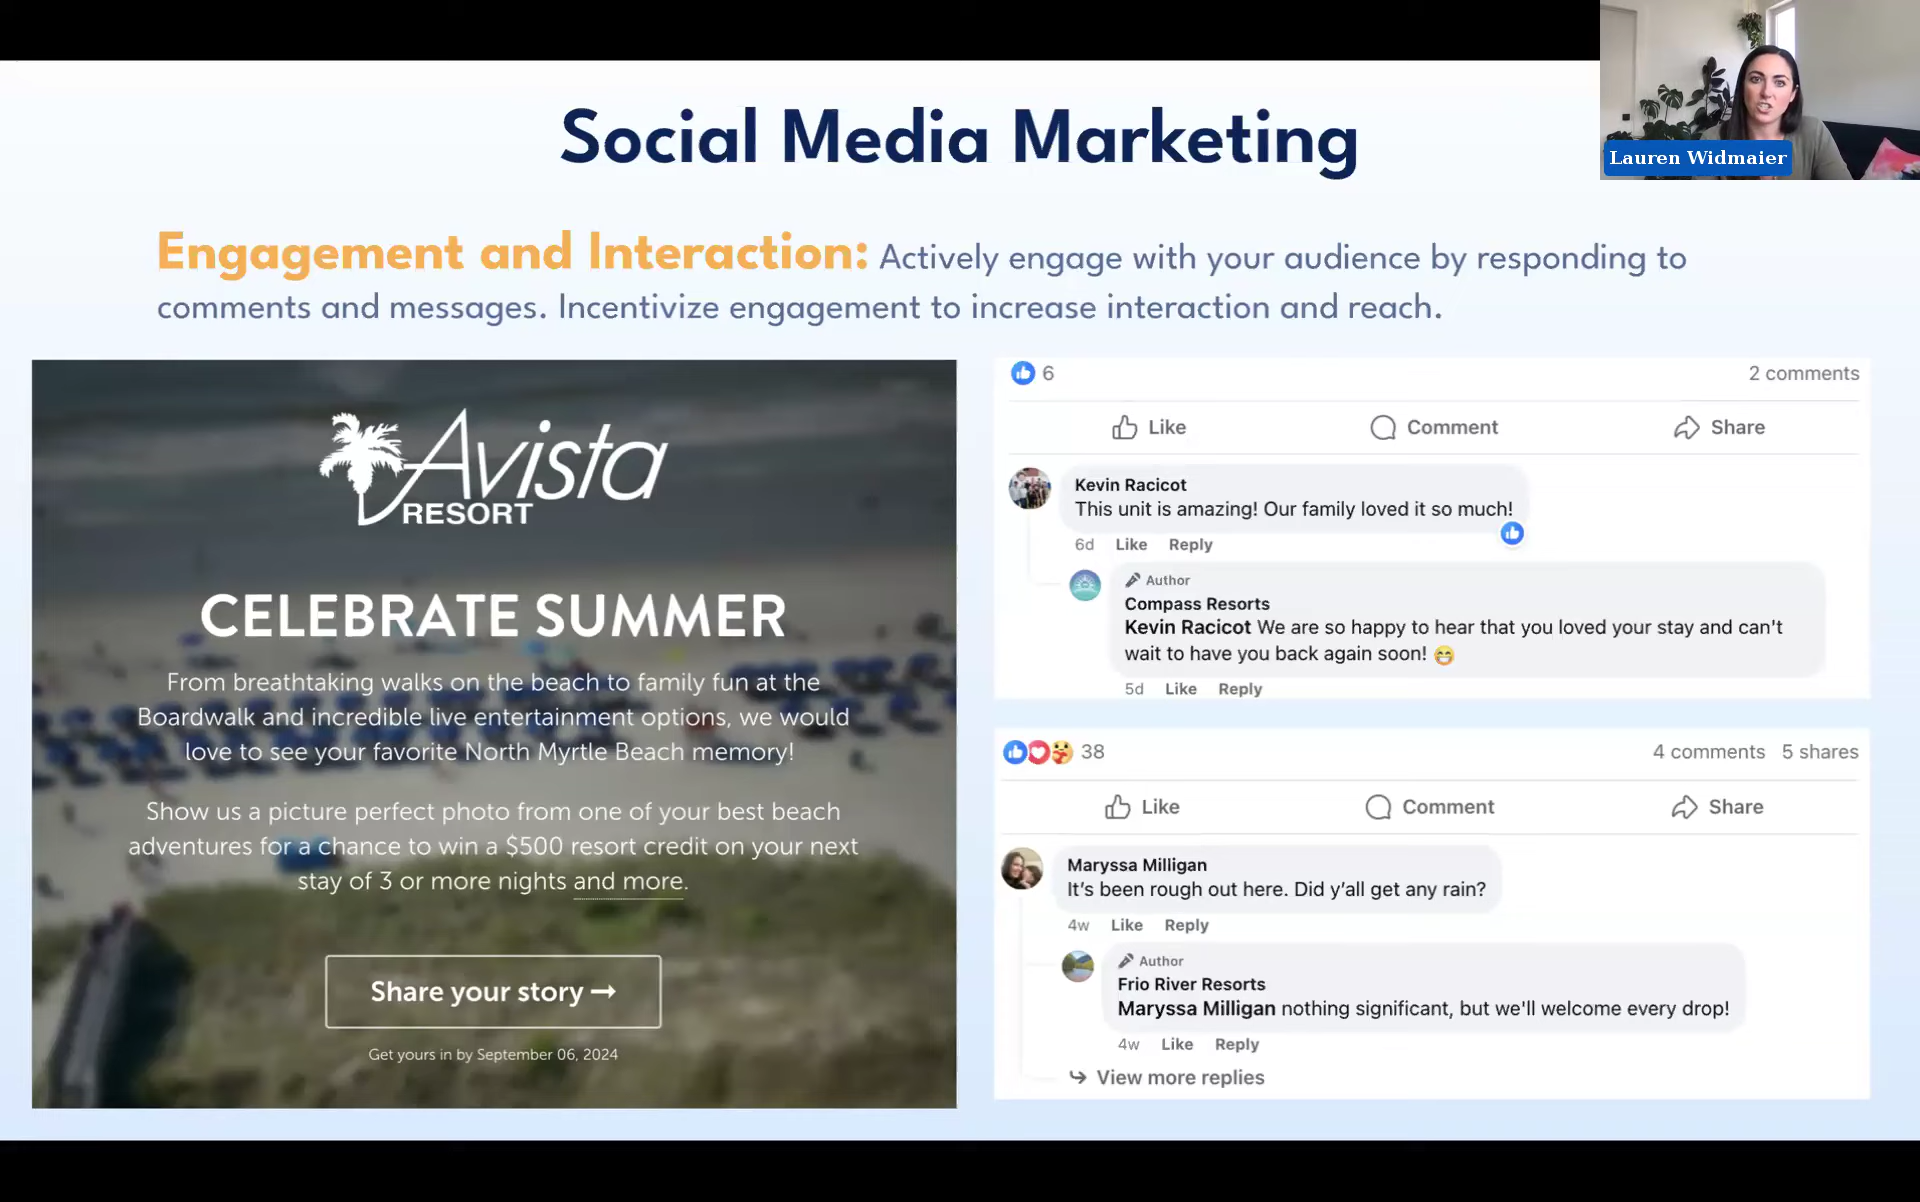 Social Media Marketing
Lauren Widmaier
Engagement and Interaction: Actively engage with your audience by responding to
comments and messages. Incentivize engagement to increase interaction and reach.
Avista
RESORT
CELEBRATE SUMMER
From breathtaking walks on the beach to family fun at the
Boardwalk and incredible live entertainment options, we would
love to see your favorite North Myrtle Beach memory!
Show us a picture perfect photo from one of your best beach
adventures for a chance to win a $500 resort credit on your next
stay of 3 or more nights and more.
Share your story →
Get yours in by September 06, 2024
6 2 comments
Like Comment Share
Kevin Racicot
This unit is amazing! Our family loved it so much!
6d Like Reply
Author
Compass Resorts
Kevin Racicot We are so happy to hear that you loved your stay and can't
wait to have you back again soon! 😁
5d Like Reply
38 4 comments 5 shares
Like Comment Share
Maryssa Milligan
It's been rough out here. Did y'all get any rain?
4w Like Reply
Author
Frio River Resorts
Maryssa Milligan nothing significant, but we'll welcome every drop!
4w Like Reply
View more replies